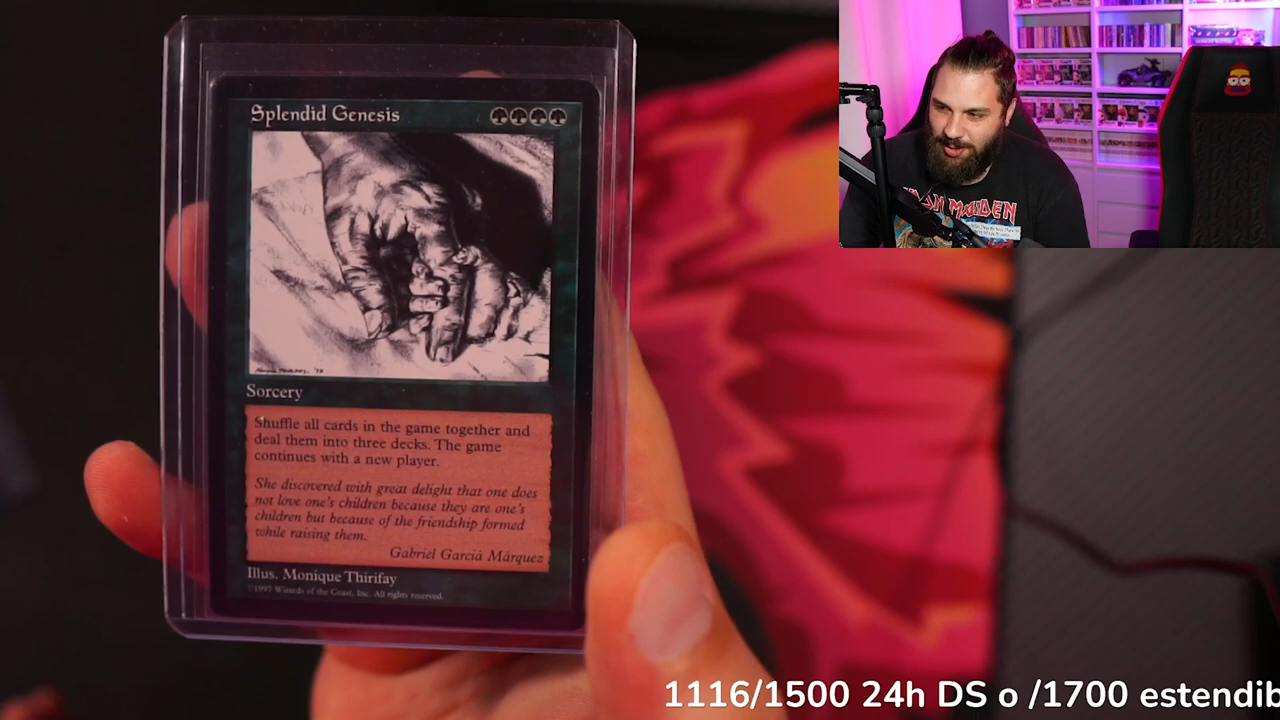 Splendid Genesis
Sorcery
Shuffle all cards in the game together and
deal them into three decks. The game
continues with a new player.
She discovered with great delight that one does
not love one's children because they are one's
children but because of the friendship formed
while raising them.
Gabriel Garcià Márquez
Illus. Monique Thirifay
©1997 Wizards of the Coast, Inc. All rights reserved.
IRON MAIDEN
1116/1500 24h DS o /1700 estendib